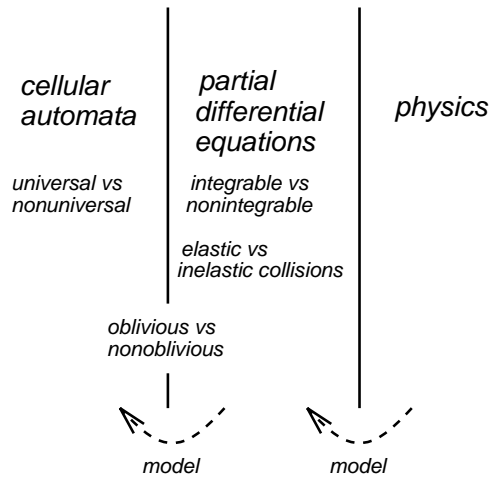 cellular
automata
universal vs
nonuniversal
partial
differential
equations
integrable vs
nonintegrable
elastic vs
inelastic collisions
physics
oblivious vs
nonoblivious
model
model